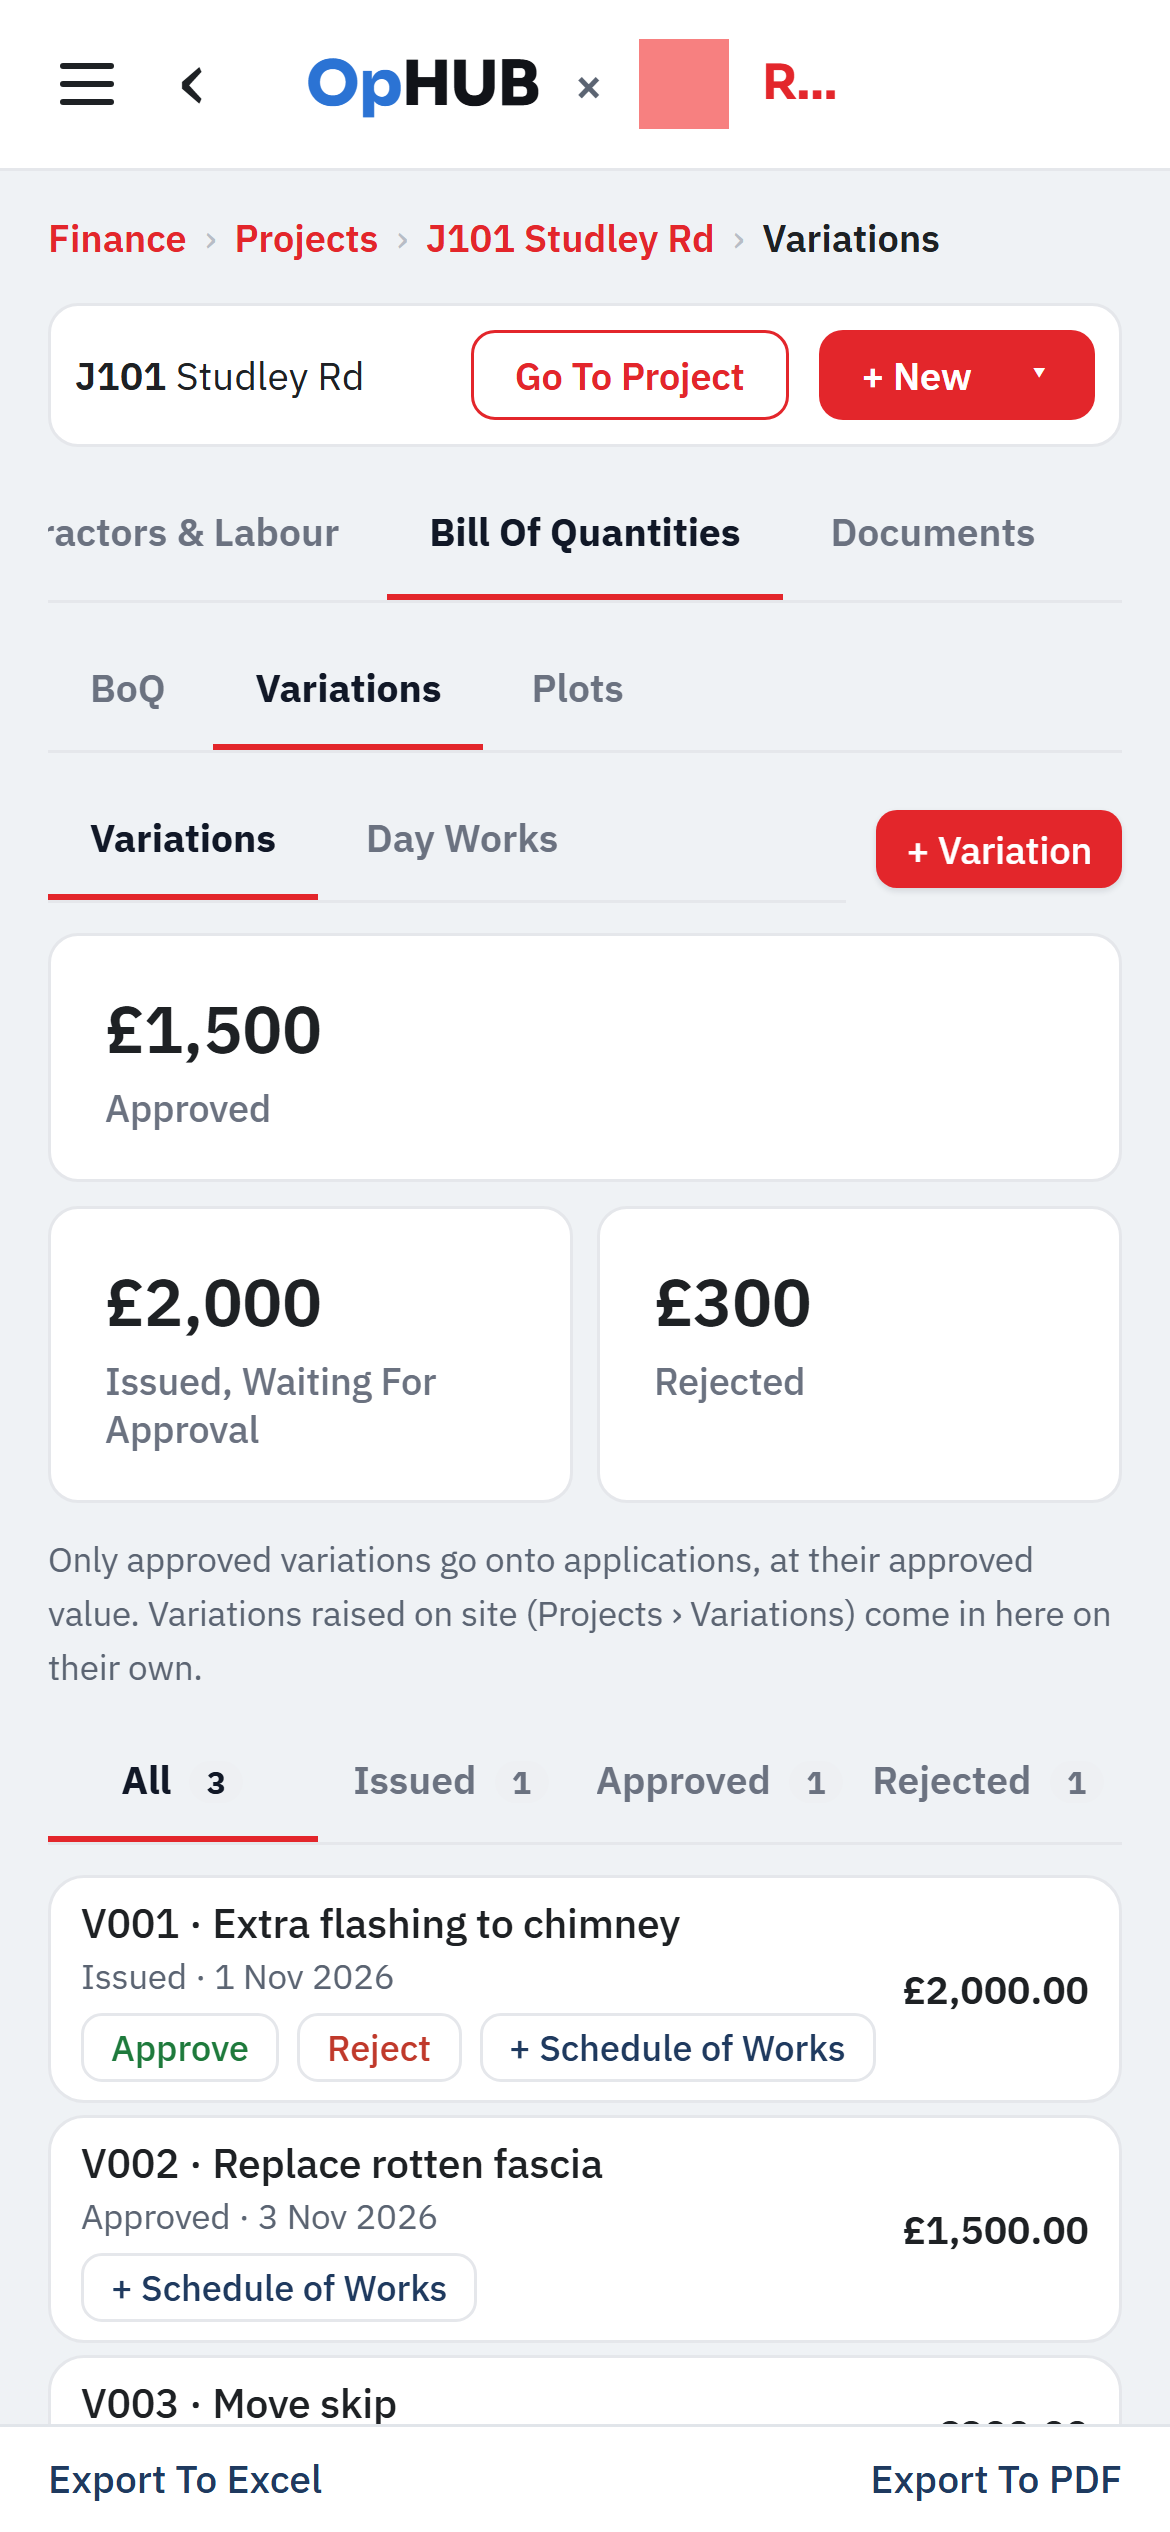 OpHUB × R...
Finance › Projects › J101 Studley Rd › Variations
J101 Studley Rd Go To Project + New ▼
ractors & Labour Bill Of Quantities Documents
BoQ Variations Plots
Variations Day Works + Variation
£1,500
Approved
£2,000 £300
Issued, Waiting For Rejected
Approval
Only approved variations go onto applications, at their approved
value. Variations raised on site (Projects › Variations) come in here on
their own.
All 3 Issued 1 Approved 1 Rejected 1
V001 · Extra flashing to chimney
Issued · 1 Nov 2026
£2,000.00
Approve Reject + Schedule of Works
V002 · Replace rotten fascia
Approved · 3 Nov 2026
£1,500.00
+ Schedule of Works
V003 · Move skip
Export To Excel Export To PDF